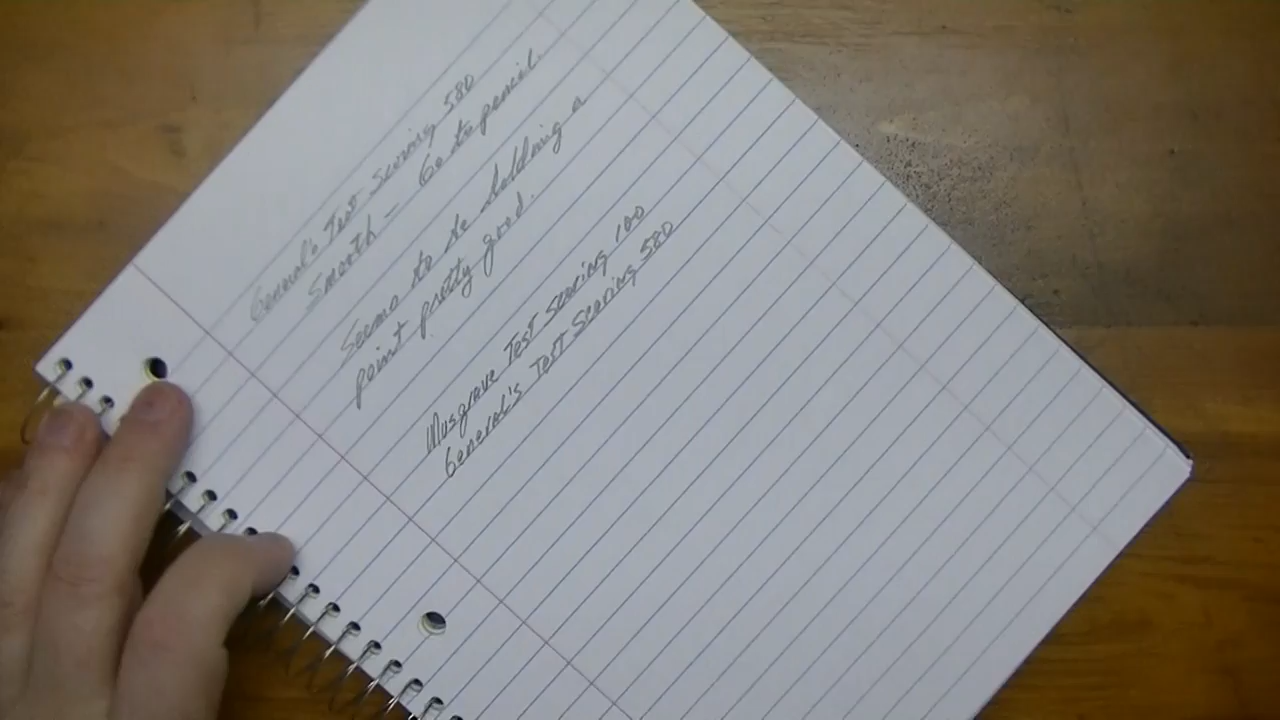 General's Test Scoring 580
Smooth - Go to pencil.
Seems to be holding a
point pretty good.
Musgrave Test Scoring 100
General's Test Scoring 580